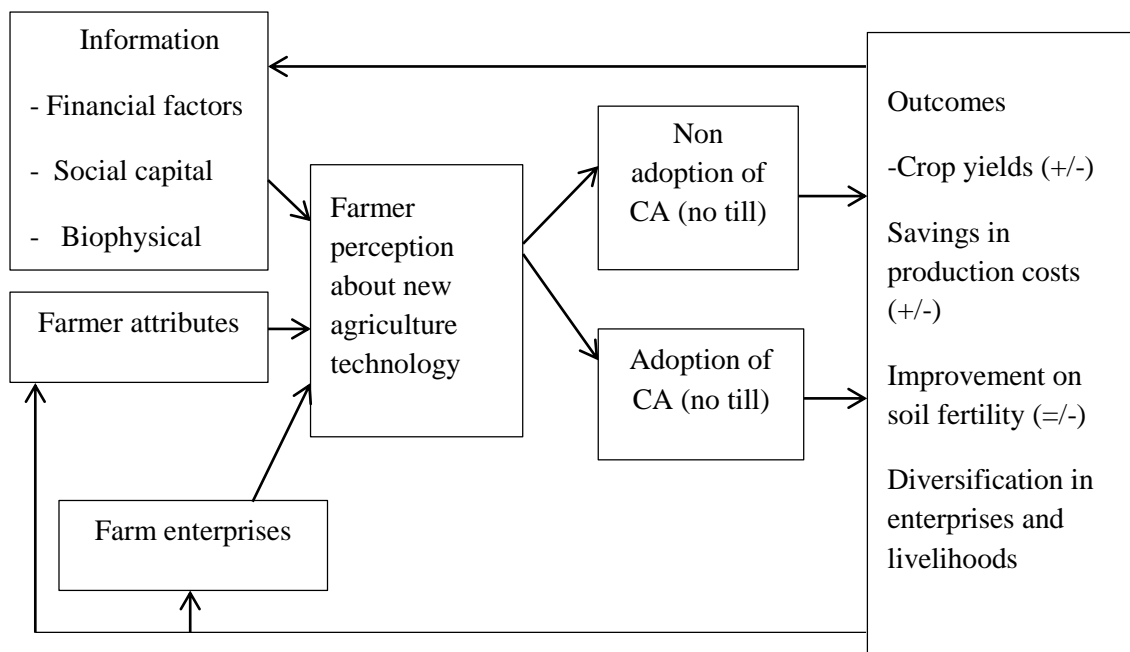 Information
- Financial factors
- Social capital
- Biophysical
Farmer attributes
Farm enterprises
Farmer
perception
about new
agriculture
technology
Non
adoption of
CA (no till)
Adoption of
CA (no till)
Outcomes
-Crop yields (+/-)
Savings in
production costs
(+/-)
Improvement on
soil fertility (=/-)
Diversification in
enterprises and
livelihoods